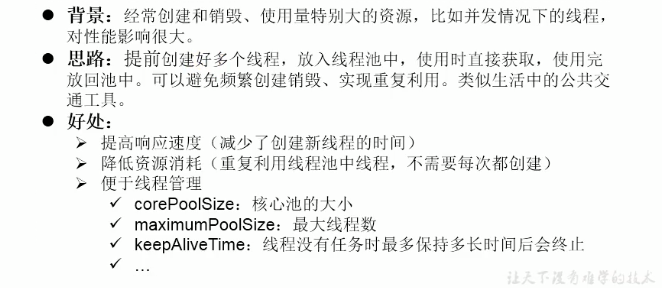 ● 背景：经常创建和销毁、使用量特别大的资源，比如并发情况下的线程，
对性能影响很大。
● 思路：提前创建好多个线程，放入线程池中，使用时直接获取，使用完
放回池中。可以避免频繁创建销毁、实现重复利用。类似生活中的公共交
通工具。
● 好处：
➢ 提高响应速度（减少了创建新线程的时间）
➢ 降低资源消耗（重复利用线程池中线程，不需要每次都创建）
➢ 便于线程管理
✓ corePoolSize：核心池的大小
✓ maximumPoolSize：最大线程数
✓ keepAliveTime：线程没有任务时最多保持多长时间后会终止
✓ …
让天下没有难学的技术